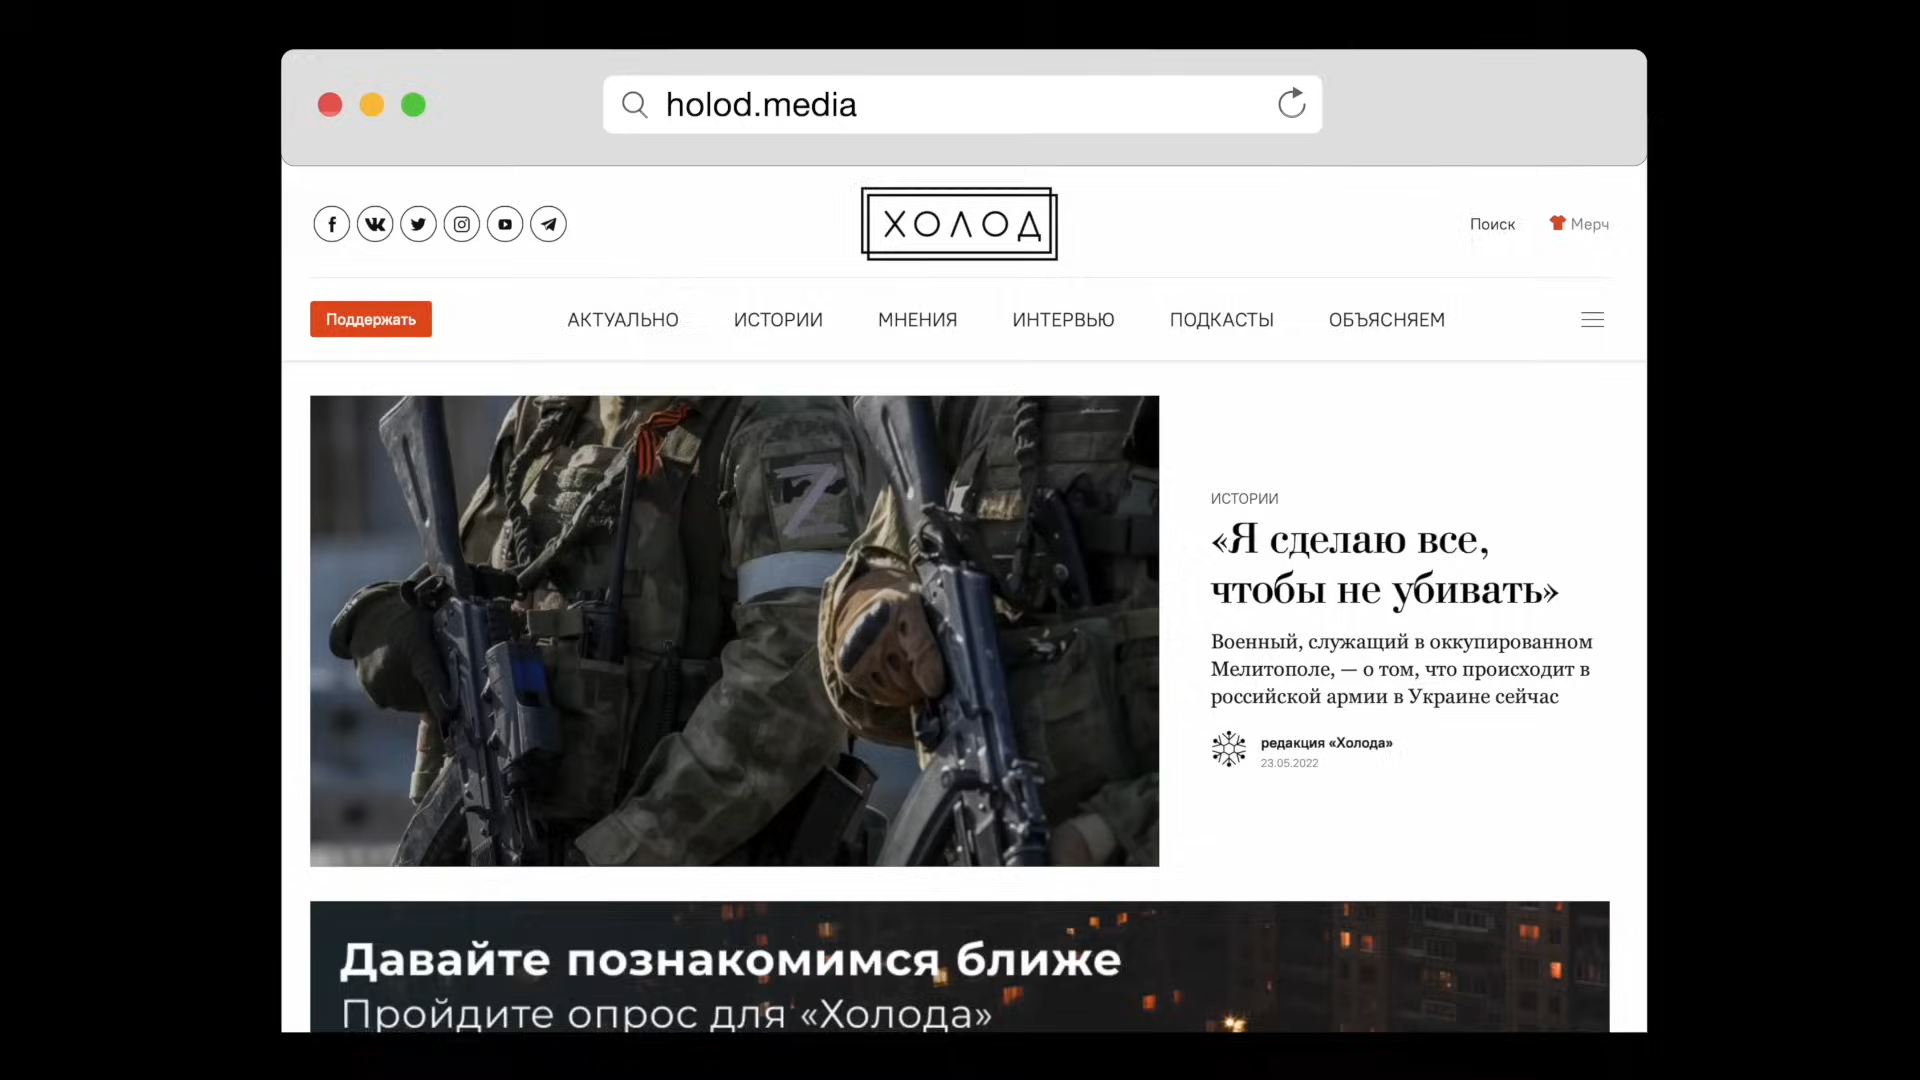 holod.media
ХОЛОД
Поиск
Мерч
Поддержать
АКТУАЛЬНО
ИСТОРИИ
МНЕНИЯ
ИНТЕРВЬЮ
ПОДКАСТЫ
ОБЪЯСНЯЕМ
Z
ИСТОРИИ
«Я сделаю все,
чтобы не убивать»
Военный, служащий в оккупированном
Мелитополе, — о том, что происходит в
российской армии в Украине сейчас
редакция «Холода»
23.05.2022
Давайте познакомимся ближе
Пройдите опрос для «Холода»